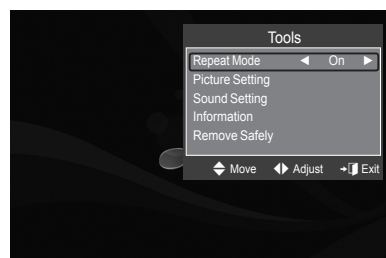 Tools
Repeat Mode On
Picture Setting
Sound Setting
Information
Remove Safely
Move Adjust Exit